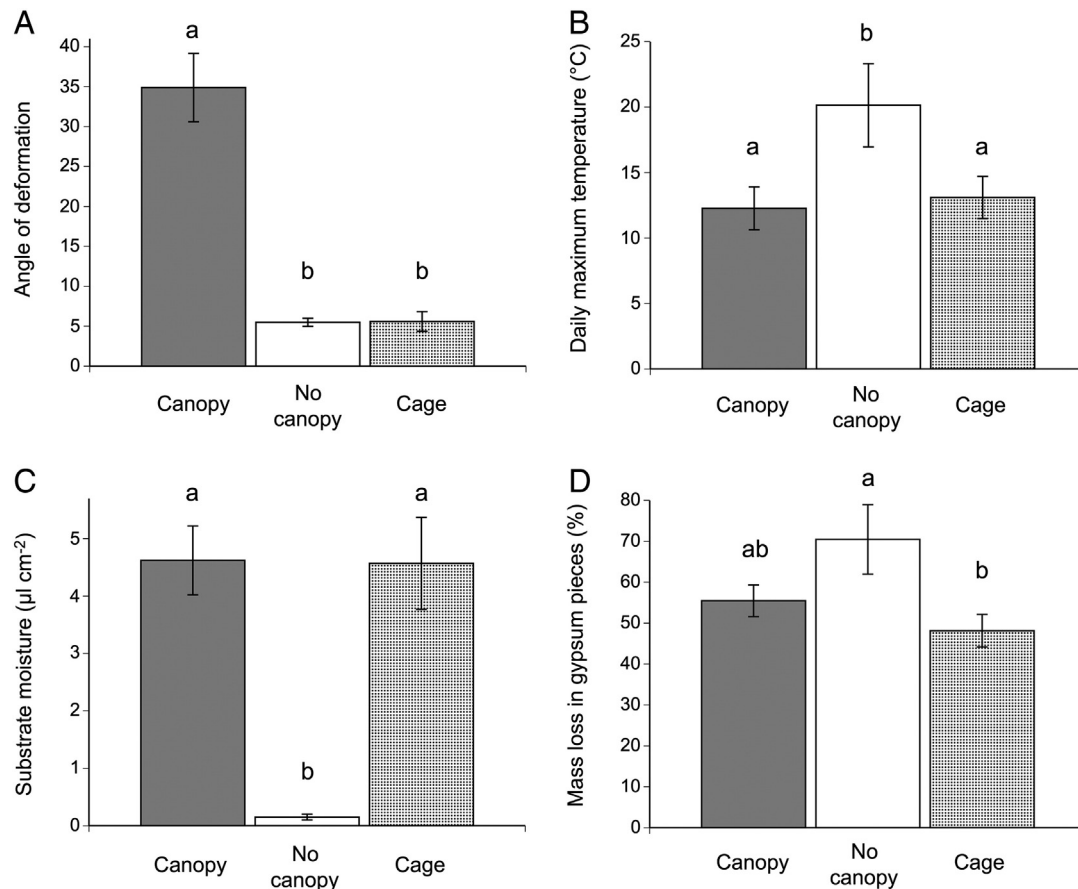 A
Angle of deformation
40
35
30
25
20
15
10
5
0
a
b
b
Canopy
No
canopy
Cage
B
Daily maximum temperature (°C)
25
20
15
10
5
0
a
b
a
Canopy
No
canopy
Cage
C
Substrate moisture (µl cm-2)
5
4
3
2
1
0
a
b
a
Canopy
No
canopy
Cage
D
Mass loss in gypsum pieces (%)
80
70
60
50
40
30
20
10
0
ab
a
b
Canopy
No
canopy
Cage